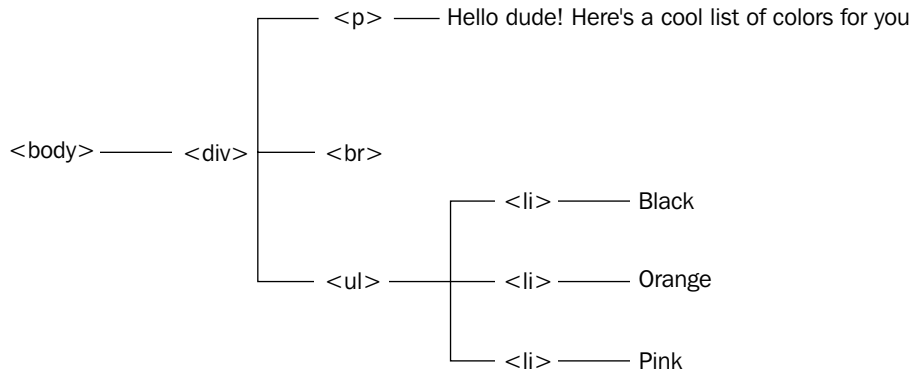 <p> Hello dude! Here's a cool list of colors for you
<body> <div> <br>
<li> Black
<ul> <li> Orange
<li> Pink